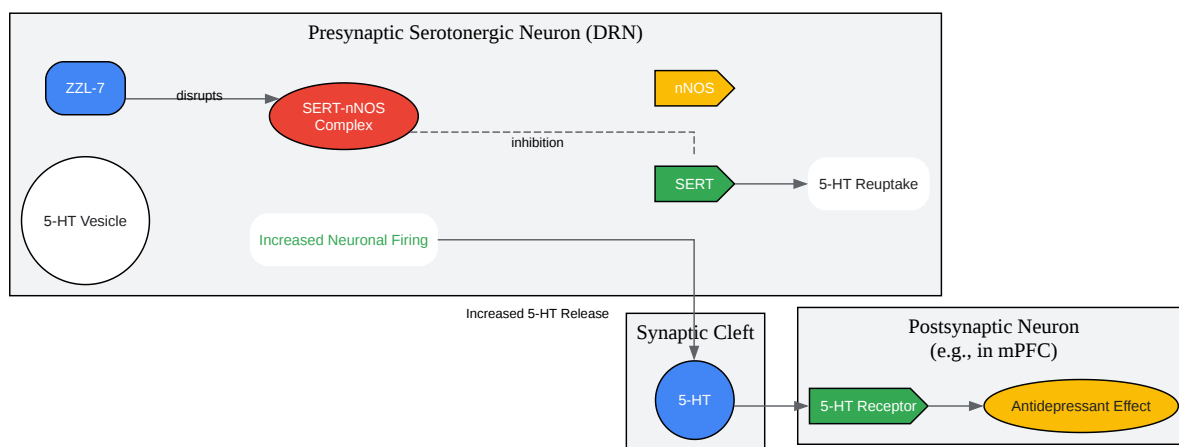 Presynaptic Serotonergic Neuron (DRN)
ZZL-7
disrupts
SERT-nNOS
Complex
inhibition
nNOS
SERT
5-HT Reuptake
5-HT Vesicle
Increased Neuronal Firing
Increased 5-HT Release
Synaptic Cleft
5-HT
Postsynaptic Neuron
(e.g., in mPFC)
5-HT Receptor
Antidepressant Effect